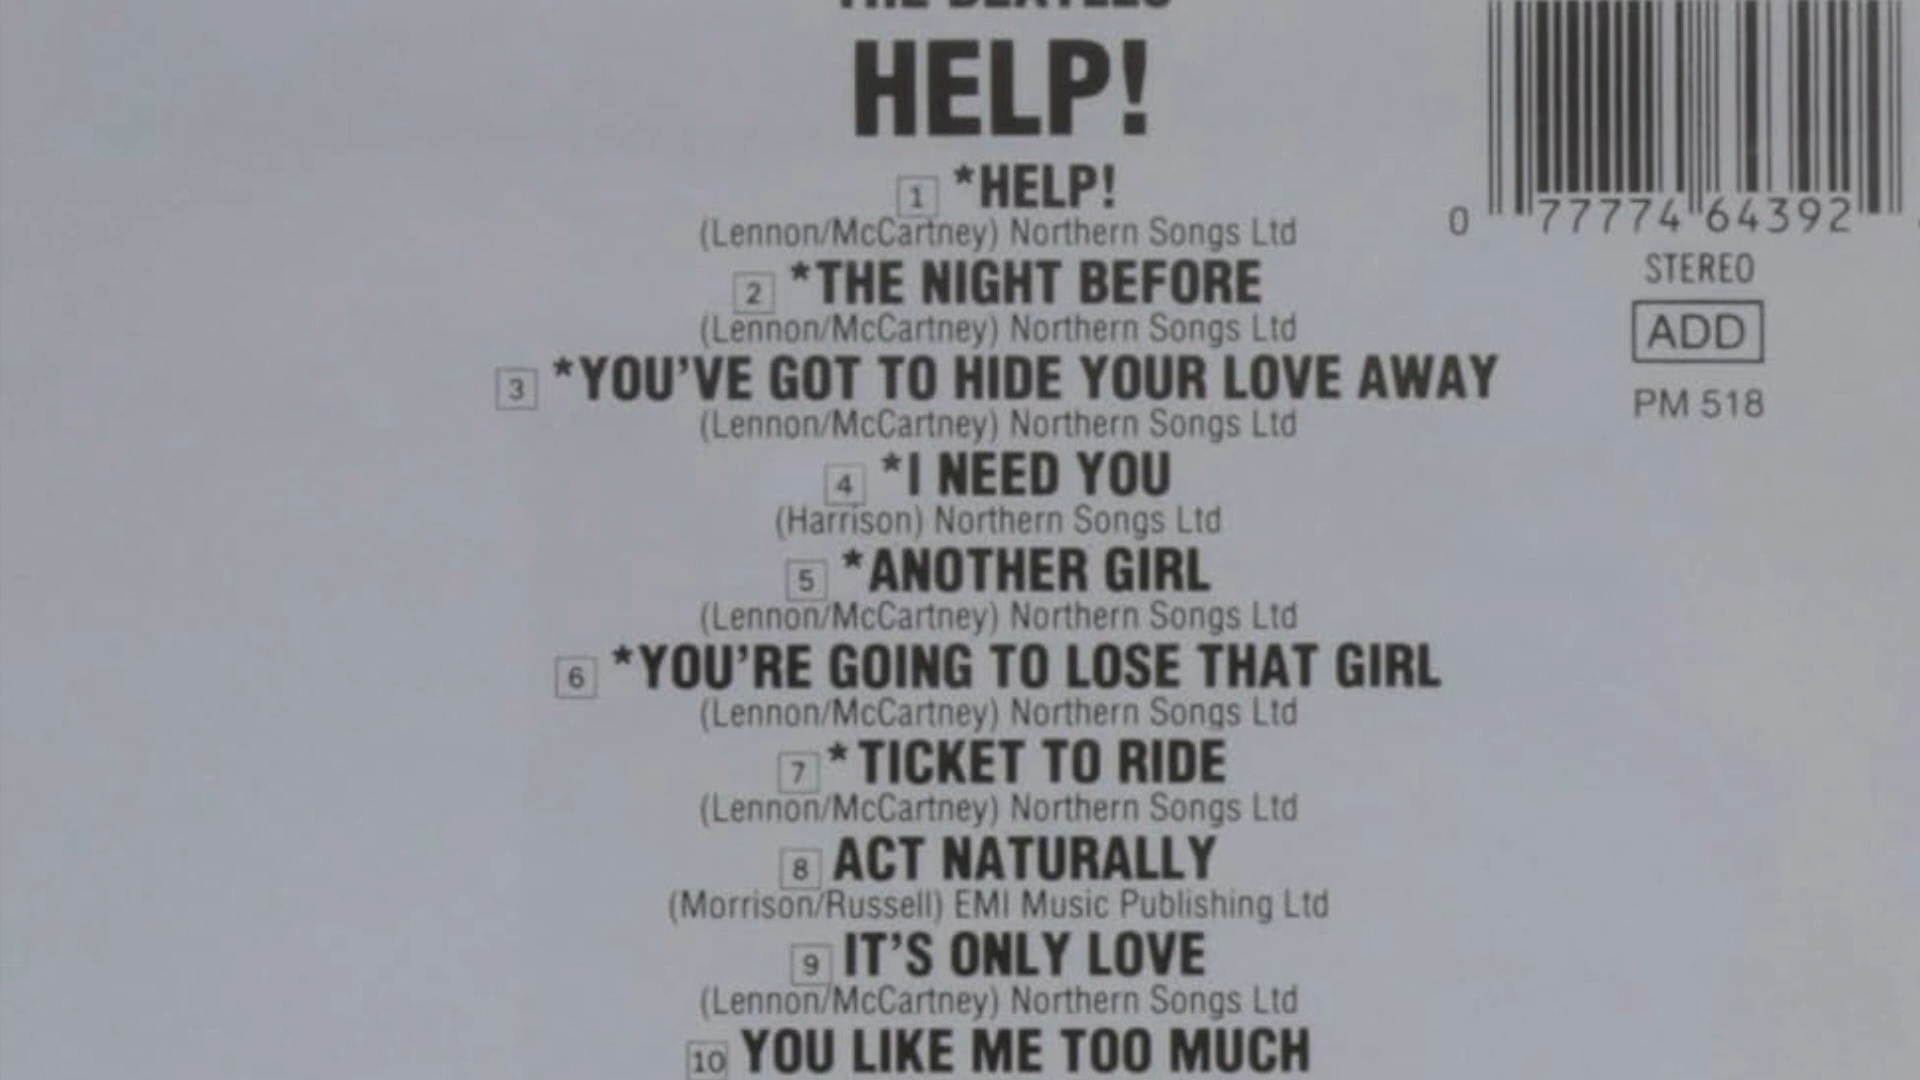 THE BEATLES
HELP!
1 *HELP!
(Lennon/McCartney) Northern Songs Ltd
2 *THE NIGHT BEFORE
(Lennon/McCartney) Northern Songs Ltd
3 *YOU'VE GOT TO HIDE YOUR LOVE AWAY
(Lennon/McCartney) Northern Songs Ltd
4 *I NEED YOU
(Harrison) Northern Songs Ltd
5 *ANOTHER GIRL
(Lennon/McCartney) Northern Songs Ltd
6 *YOU'RE GOING TO LOSE THAT GIRL
(Lennon/McCartney) Northern Songs Ltd
7 *TICKET TO RIDE
(Lennon/McCartney) Northern Songs Ltd
8 ACT NATURALLY
(Morrison/Russell) EMI Music Publishing Ltd
9 IT'S ONLY LOVE
(Lennon/McCartney) Northern Songs Ltd
10 YOU LIKE ME TOO MUCH
0 77774 64392
STEREO
ADD
PM 518